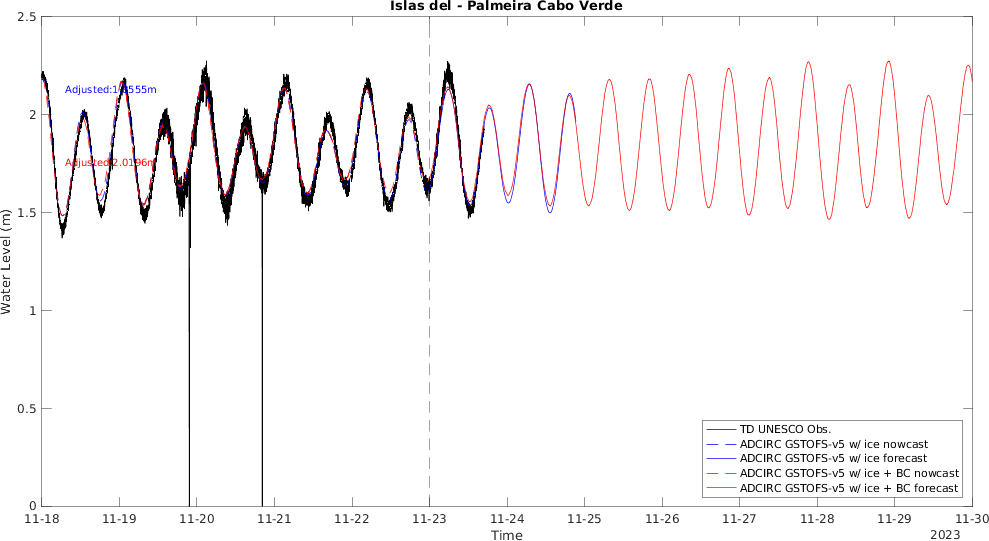 Islas del - Palmeira Cabo Verde
2.5
2
1.5
1
0.5
0
Water Level (m)
Adjusted:2.0196m
11-18
11-19
11-20
11-21
11-22
11-23
11-24
11-25
11-26
11-27
11-28
11-29
11-30
Time
2023
TD UNESCO Obs.
ADCIRC GSTOFS-v5 w/ ice nowcast
ADCIRC GSTOFS-v5 w/ ice forecast
ADCIRC GSTOFS-v5 w/ ice + BC nowcast
ADCIRC GSTOFS-v5 w/ ice + BC forecast